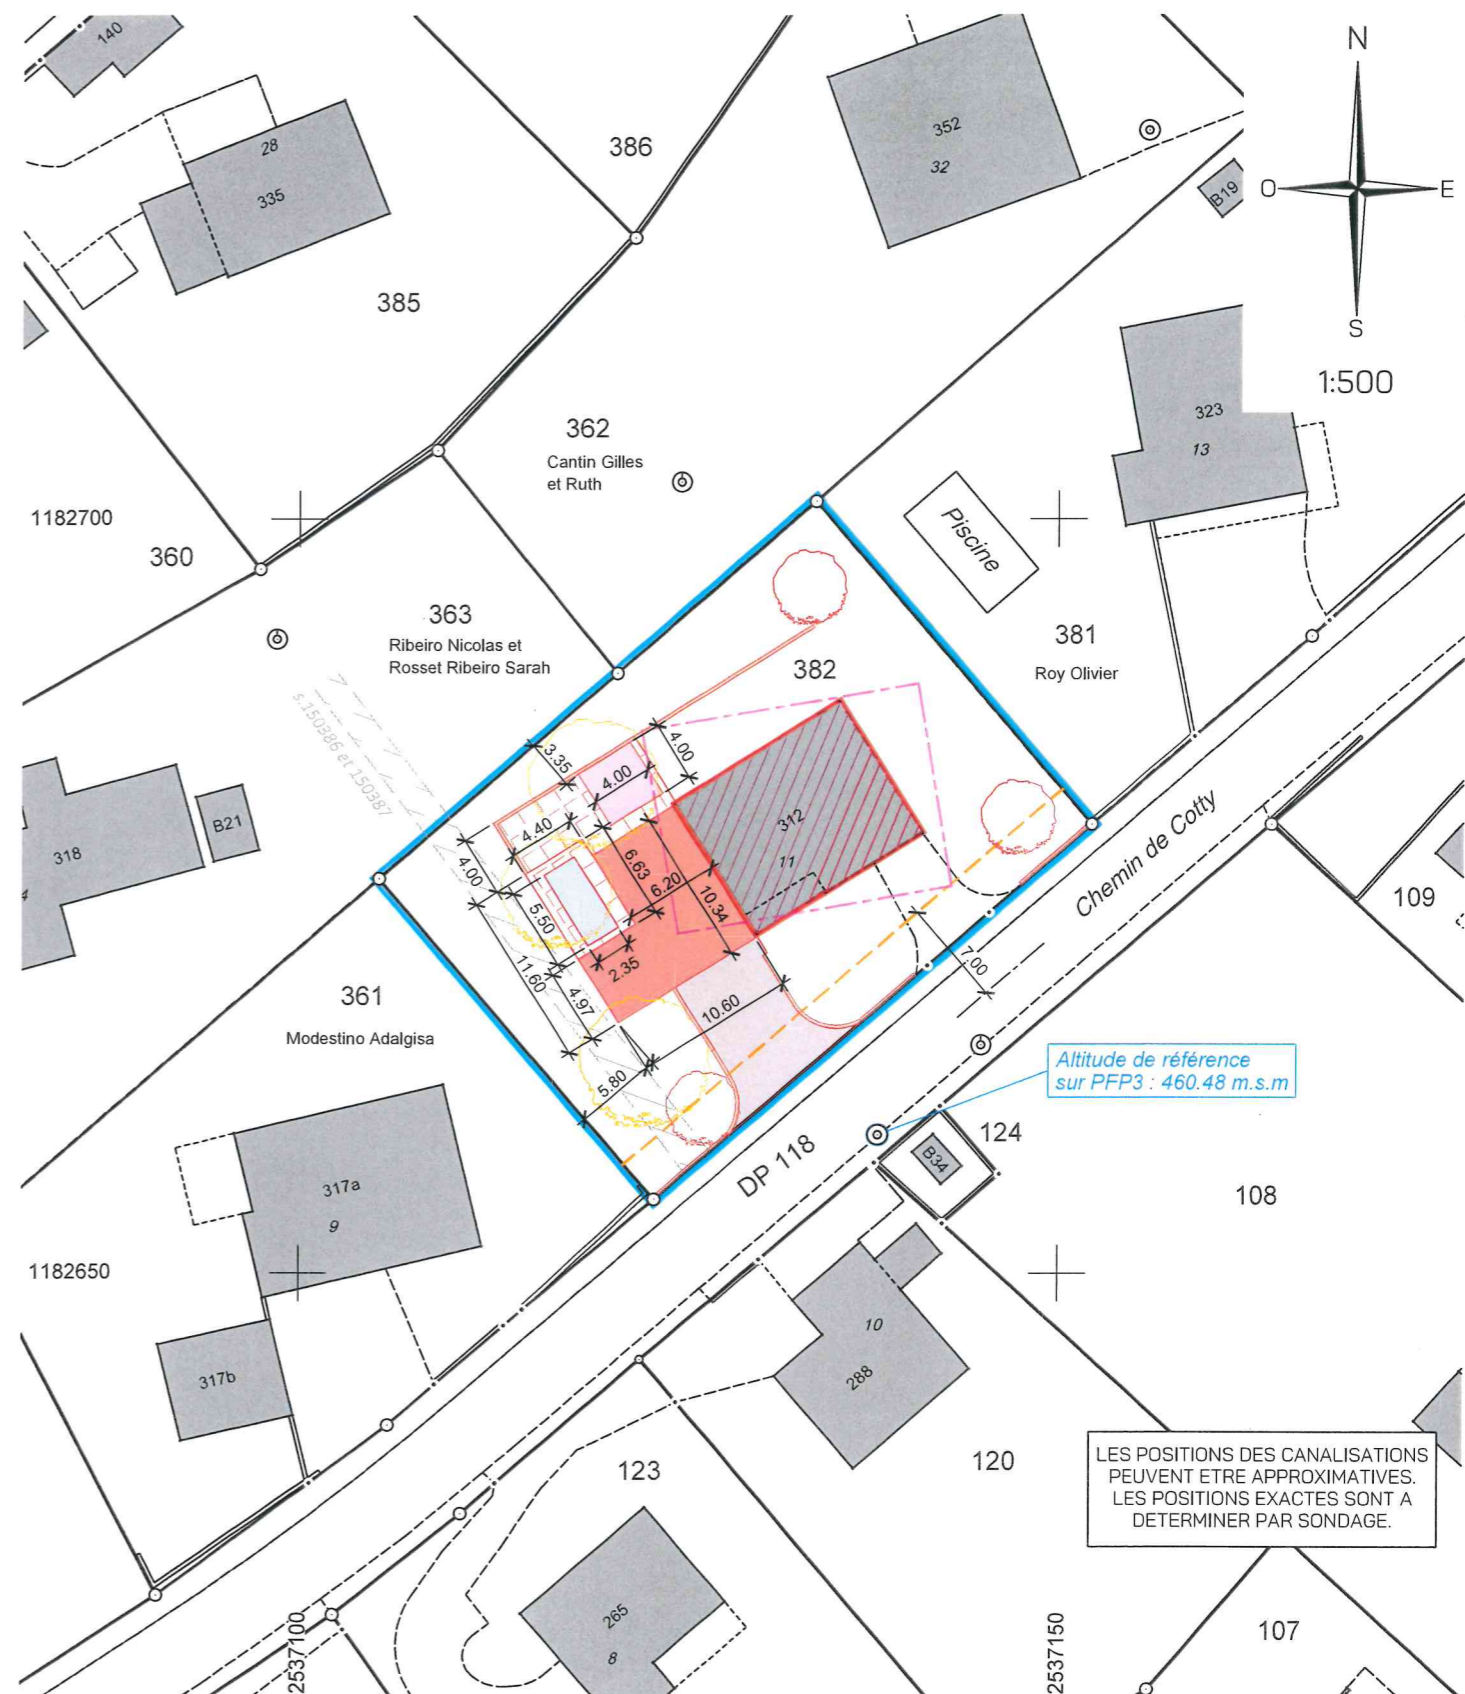 140
N
28
335
386
352
32
B19
O
E
S
385
1:500
323
13
362
Cantin Gilles
et Ruth
1182700
360
Piscine
363
Ribeiro Nicolas et
Rosset Ribeiro Sarah
381
Roy Olivier
382
s.150386 et 150387
3.35
4.00
4.00
312
11
4.40
4.00
6.63
6.20
10.34
5.50
11.60
2.35
4.97
10.60
5.80
7.00
B21
318
4
Chemin de Cotty
109
361
Modestino Adalgisa
Altitude de référence
sur PFP3 : 460.48 m.s.m
124
B34
DP 118
108
317a
9
1182650
10
288
317b
123
120
LES POSITIONS DES CANALISATIONS
PEUVENT ETRE APPROXIMATIVES.
LES POSITIONS EXACTES SONT A
DETERMINER PAR SONDAGE.
265
8
2537100
2537150
107